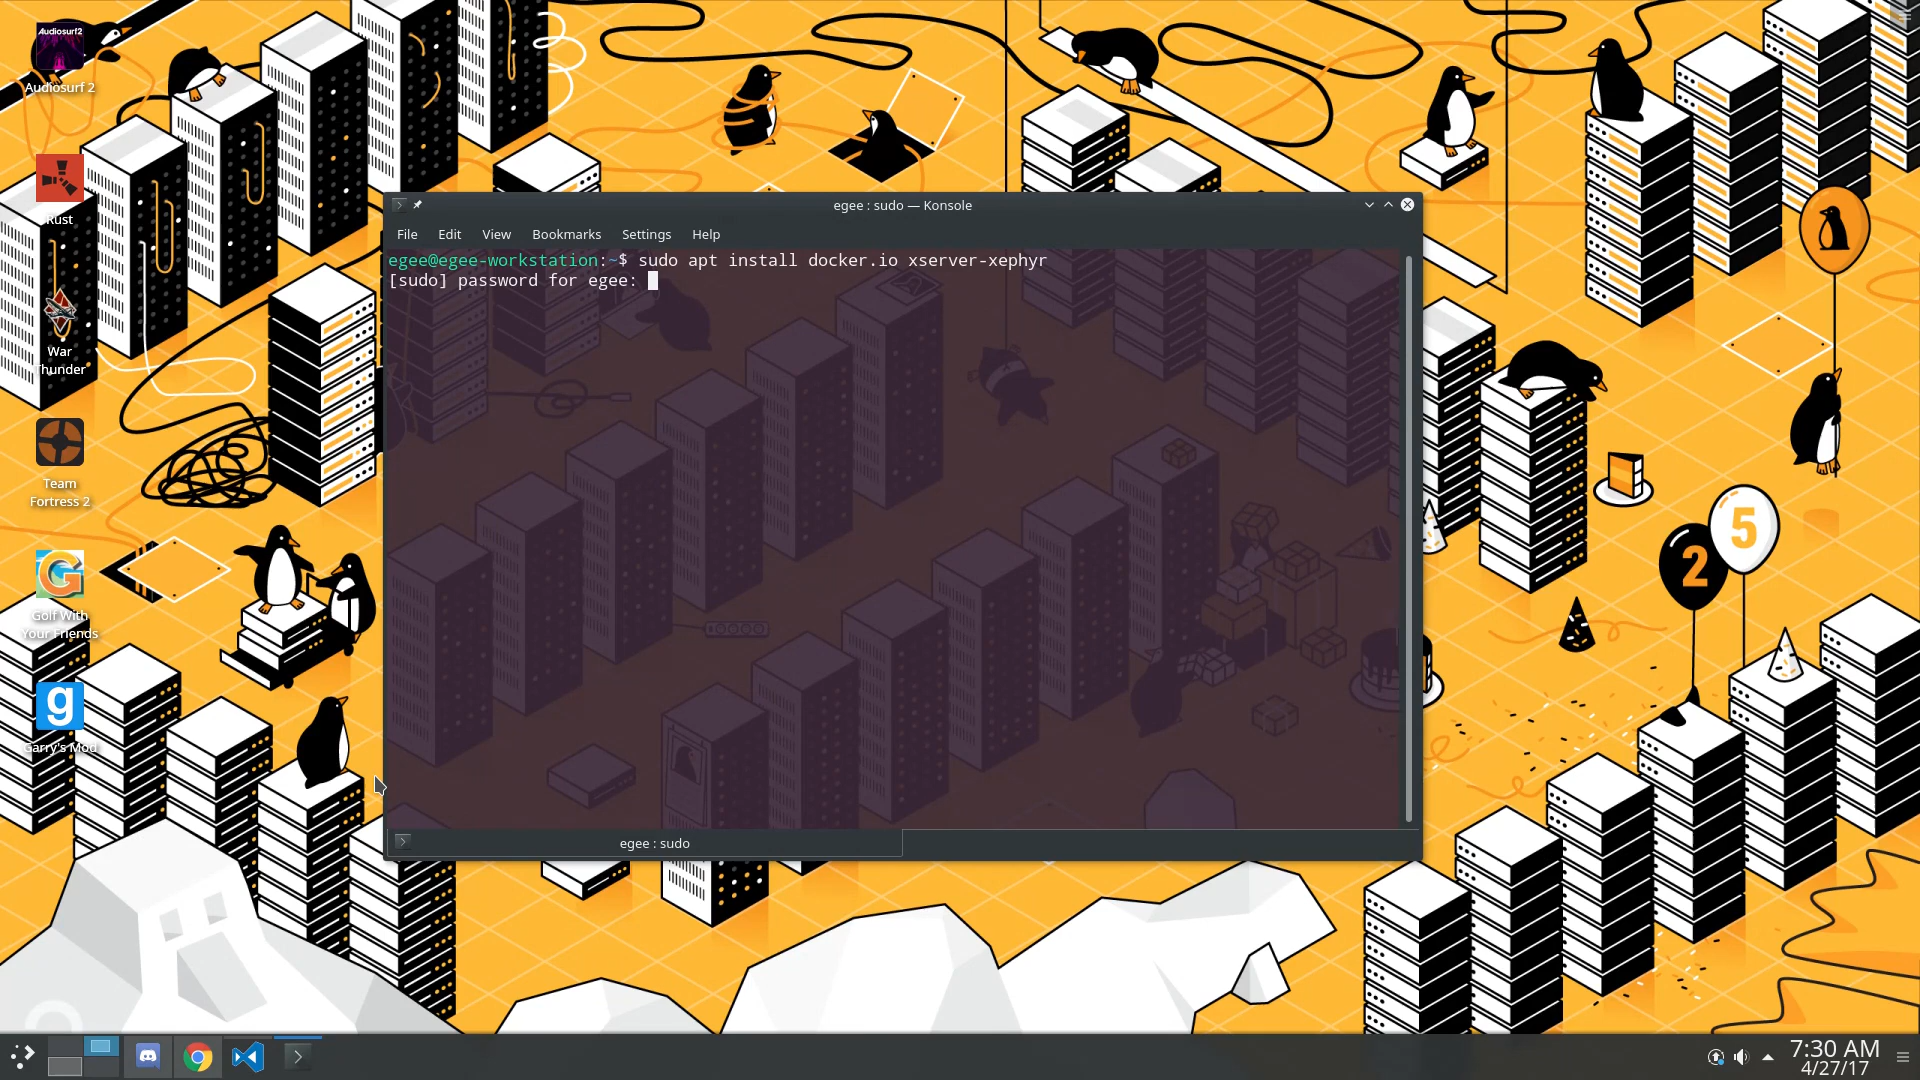 Audiosurf2
Audiosurf 2
Rust
War
Thunder
Team
Fortress 2
Golf With
Your Friends
g
Garry's Mod
egee : sudo — Konsole
File Edit View Bookmarks Settings Help
egee@egee-workstation:~$ sudo apt install docker.io xserver-xephyr
[sudo] password for egee:
egee : sudo
2
5
7:30 AM
4/27/17